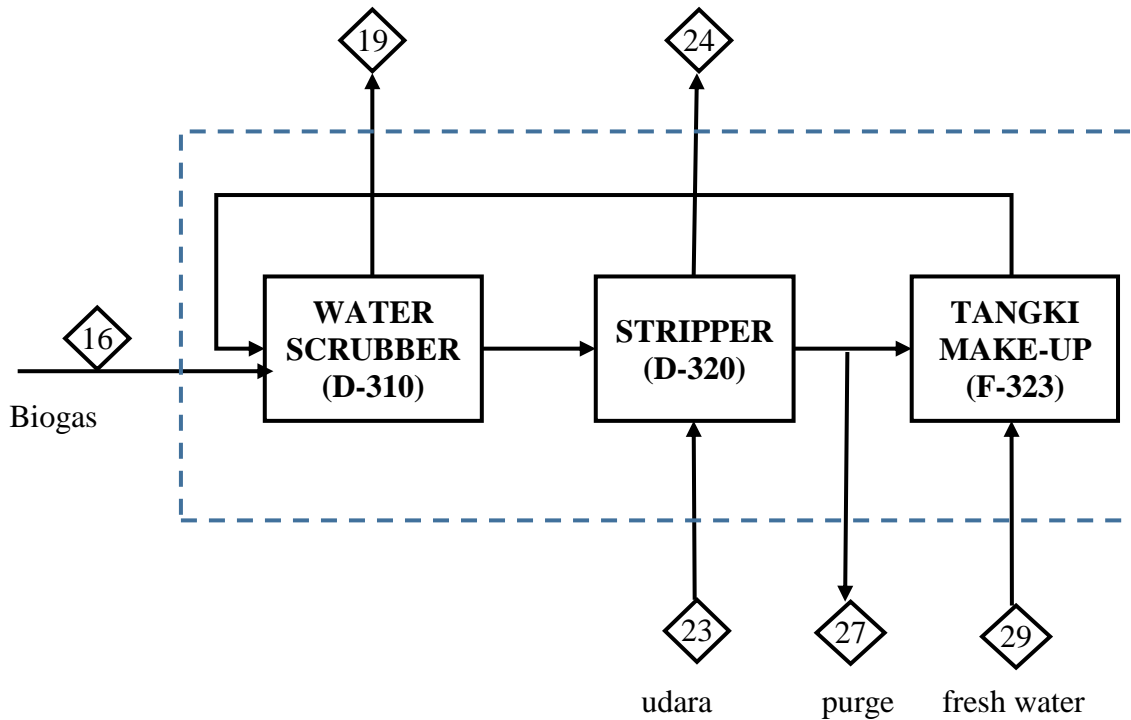 19
24
WATER
SCRUBBER
(D-310)
STRIPPER
(D-320)
TANGKI
MAKE-UP
(F-323)
16
Biogas
23
27
29
udara
purge
fresh water